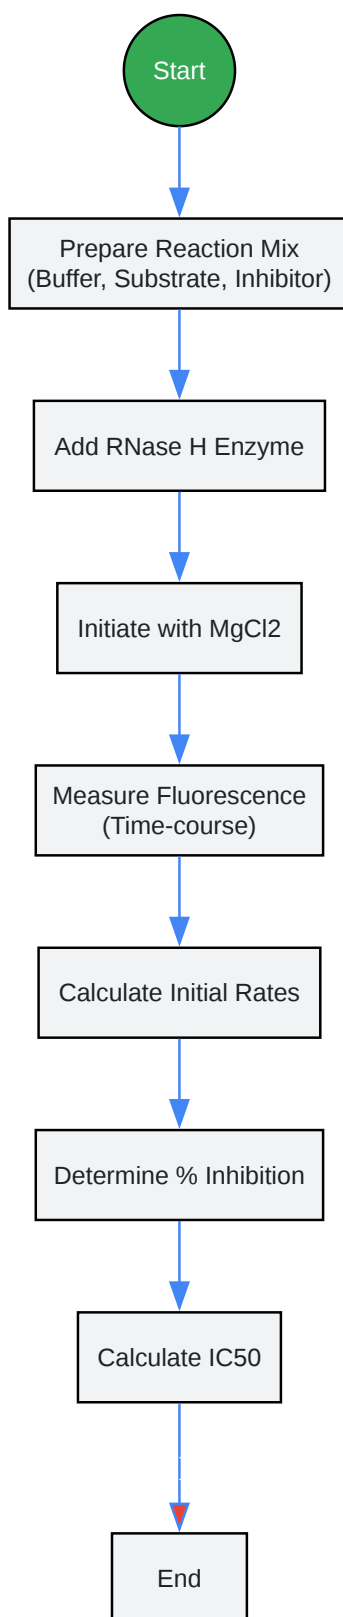 Start
Prepare Reaction Mix
(Buffer, Substrate, Inhibitor)
Add RNase H Enzyme
Initiate with MgCl2
Measure Fluorescence
(Time-course)
Calculate Initial Rates
Determine % Inhibition
Calculate IC50
End